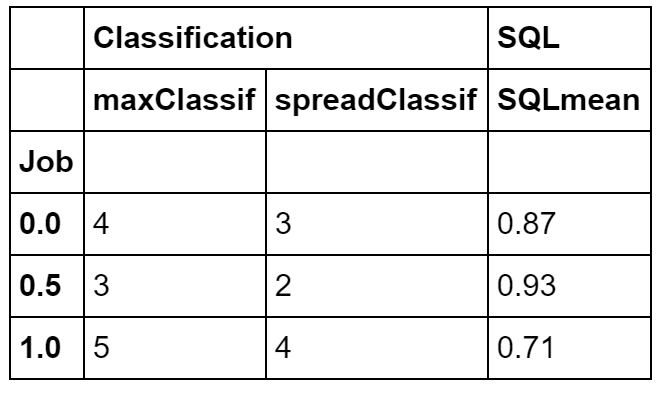 Classification SQL
maxClassif spreadClassif SQLmean
Job
0.0 4 3 0.87
0.5 3 2 0.93
1.0 5 4 0.71